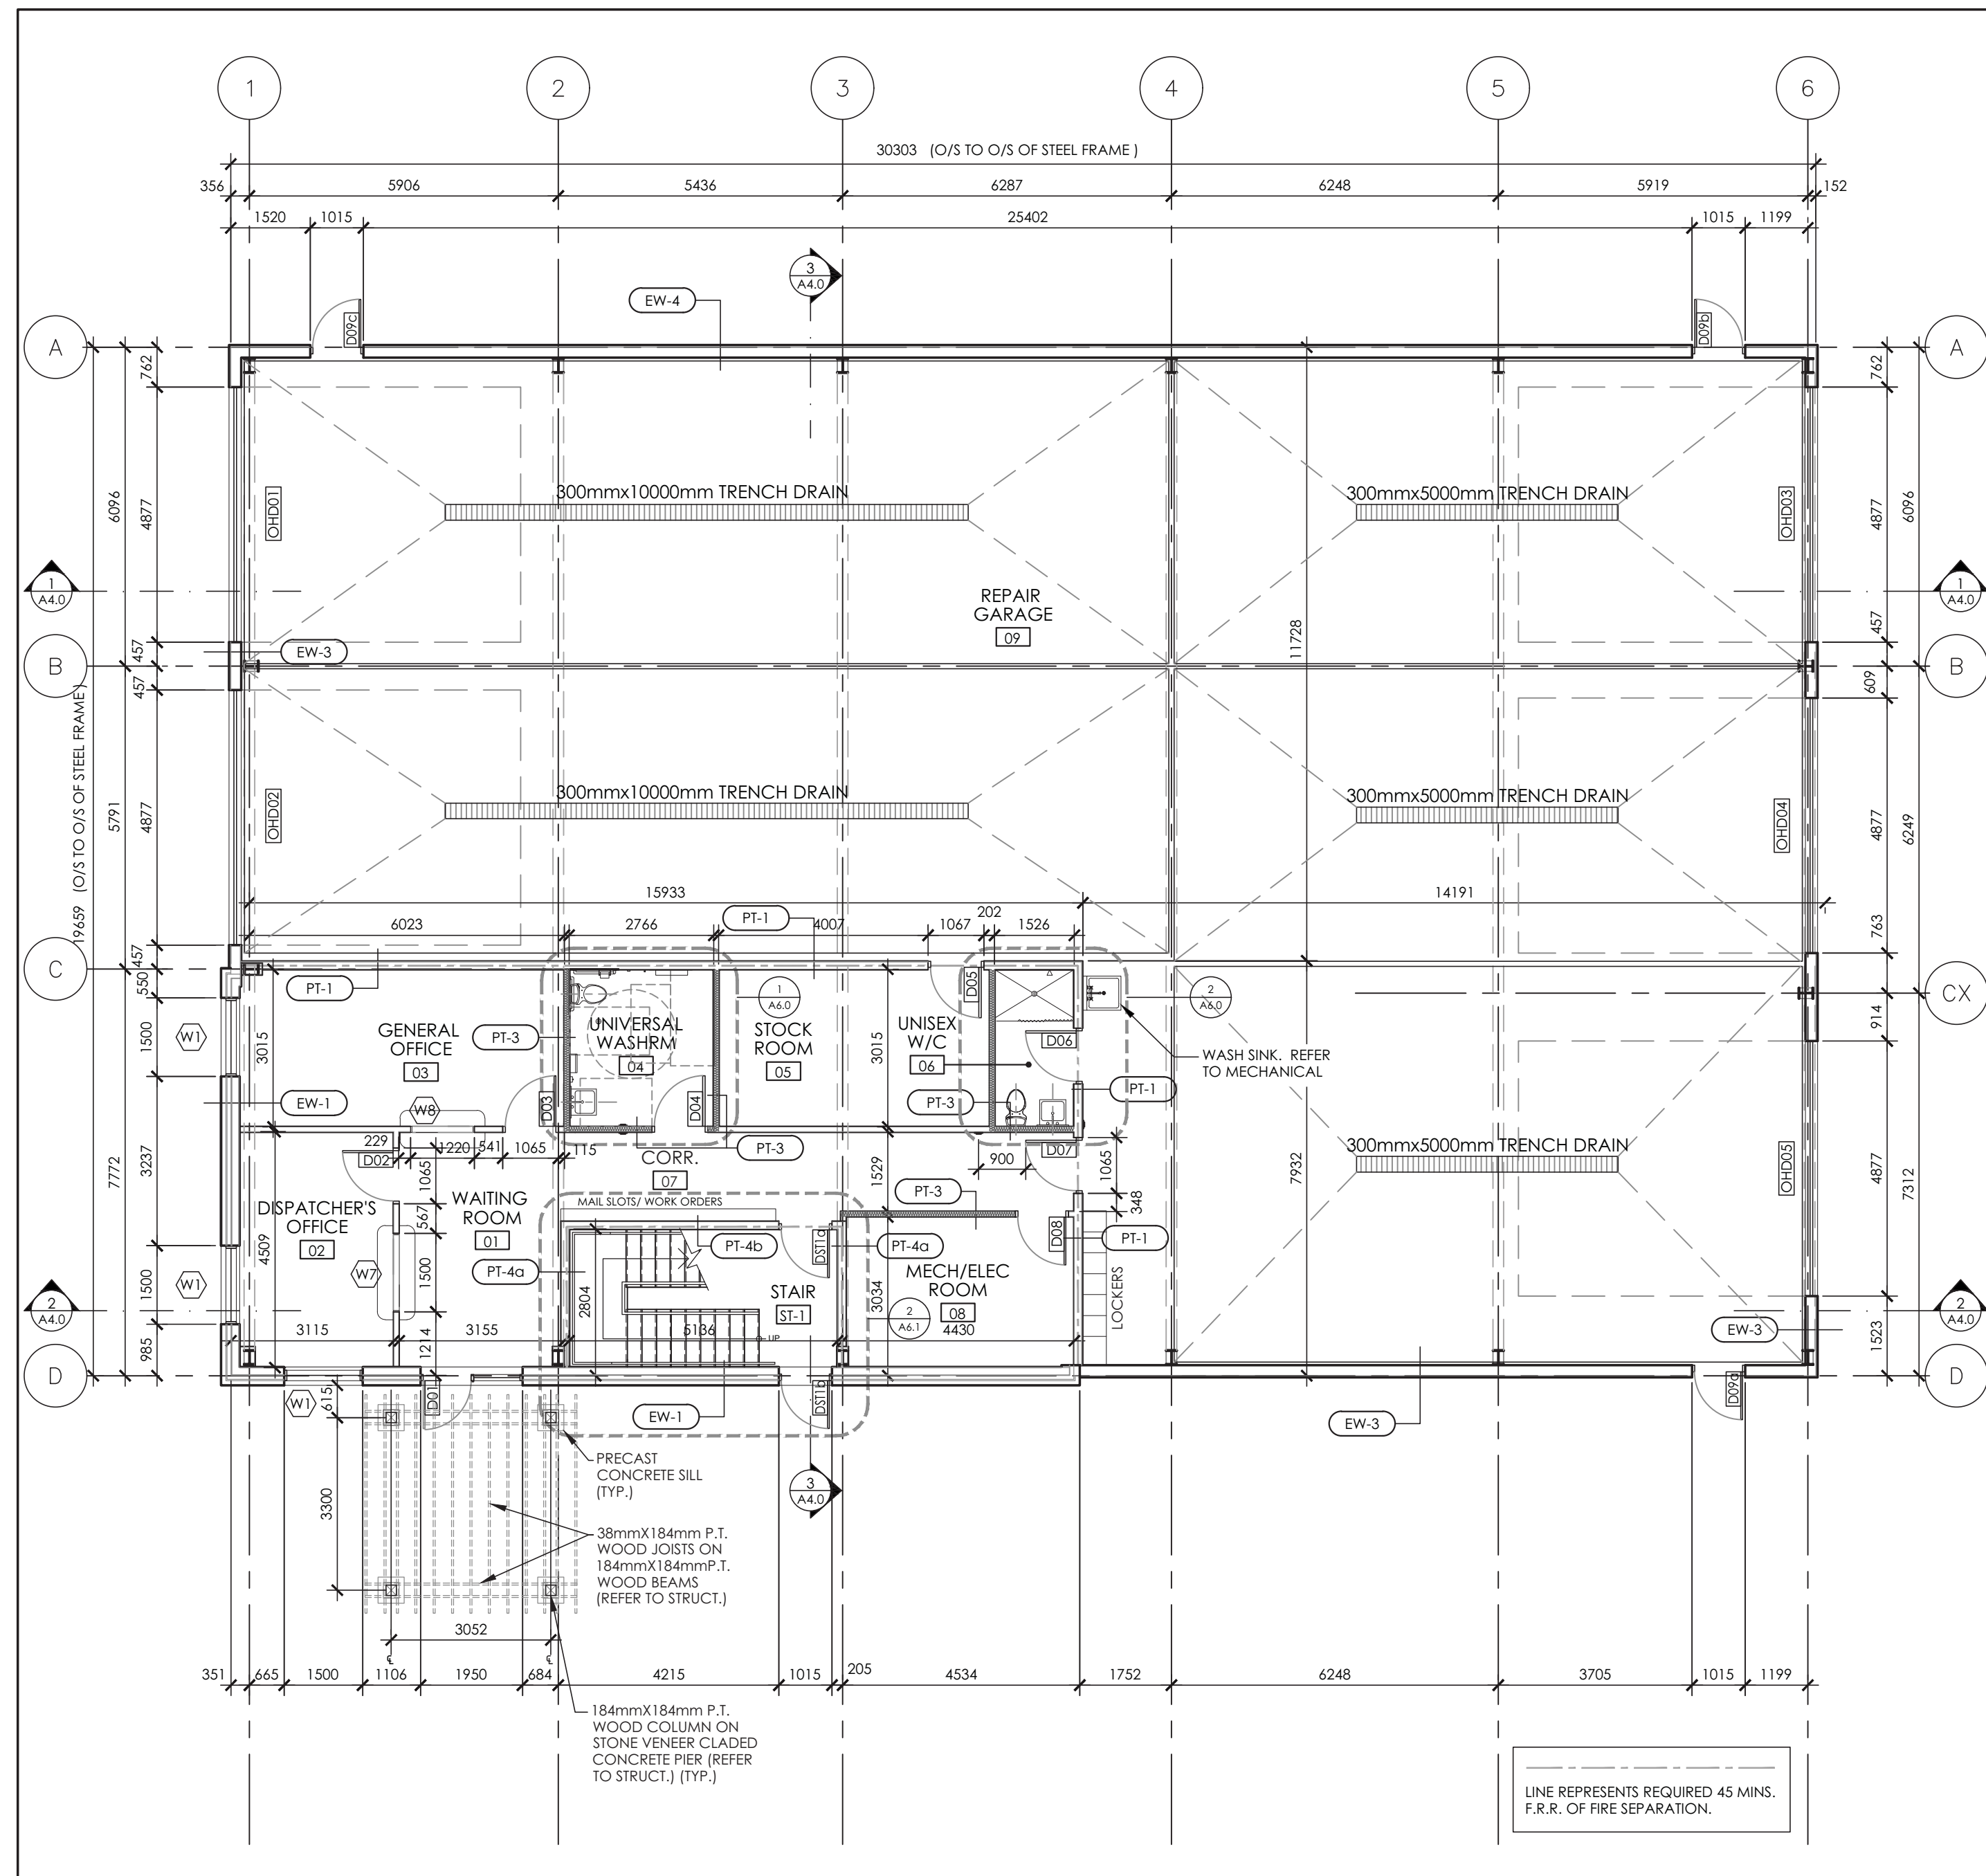 1 2 3 4 5 6
30303 (O/S TO O/S OF STEEL FRAME )
356 5906 5436 6287 6248 5919 152
1520 1015 25402 1015 1199
3
A4.0
EW-4
D09c
D09b
A
A
762
762
6096
4877
OHD01
300mmx10000mm TRENCH DRAIN
300mmx5000mm TRENCH DRAIN
OHD03
4877
6096
1
A4.0
1
A4.0
REPAIR
GARAGE
09
11728
457
EW-3
457
B
B
457
609
19659 (O/S TO O/S OF STEEL FRAME )
5791
4877
OHD02
300mmx10000mm TRENCH DRAIN
300mmx5000mm TRENCH DRAIN
OHD04
4877
6249
15933 14191
6023 2766 PT-1 4007 1067 202 1526
763
457
C
550
PT-1
1
A6.0
D05
2
A6.0
CX
914
W1
1500
3015
GENERAL
OFFICE
03
PT-3
UNIVERSAL
WASHRM
04
STOCK
ROOM
05
3015
UNISEX
W/C
06
D06
WASH SINK. REFER
TO MECHANICAL
EW-1
W8
D03
D04
PT-3
PT-1
229
D02
1220 541 1065 115
PT-3
CORR.
07
D07
900
1065
348
300mmx5000mm TRENCH DRAIN
OHD05
4877
7312
7932
7772
3237
1065
567
1529
MAIL SLOTS/ WORK ORDERS
PT-3
DISPATCHER'S
OFFICE
02
WAITING
ROOM
01
4509
PT-4b
DST1a
PT-4a
D08
PT-1
W1
1500
W7
1500
PT-4a
2804
STAIR
ST-1
MECH/ELEC
ROOM
08
3034
2
A6.1
LOCKERS
2
A4.0
2
A4.0
3115 3155 5136 4430
UP
EW-3
985
1214
1523
D
D
W1
615
D01
EW-1
DST1b
EW-3
D09a
PRECAST
CONCRETE SILL
(TYP.)
3
A4.0
3300
38mmX184mm P.T.
WOOD JOISTS ON
184mmX184mmP.T.
WOOD BEAMS
(REFER TO STRUCT.)
3052
351 665 1500 1106 1950 684 4215 1015 205 4534 1752 6248 3705 1015 1199
184mmX184mm P.T.
WOOD COLUMN ON
STONE VENEER CLADED
CONCRETE PIER (REFER
TO STRUCT.) (TYP.)
LINE REPRESENTS REQUIRED 45 MINS.
F.R.R. OF FIRE SEPARATION.